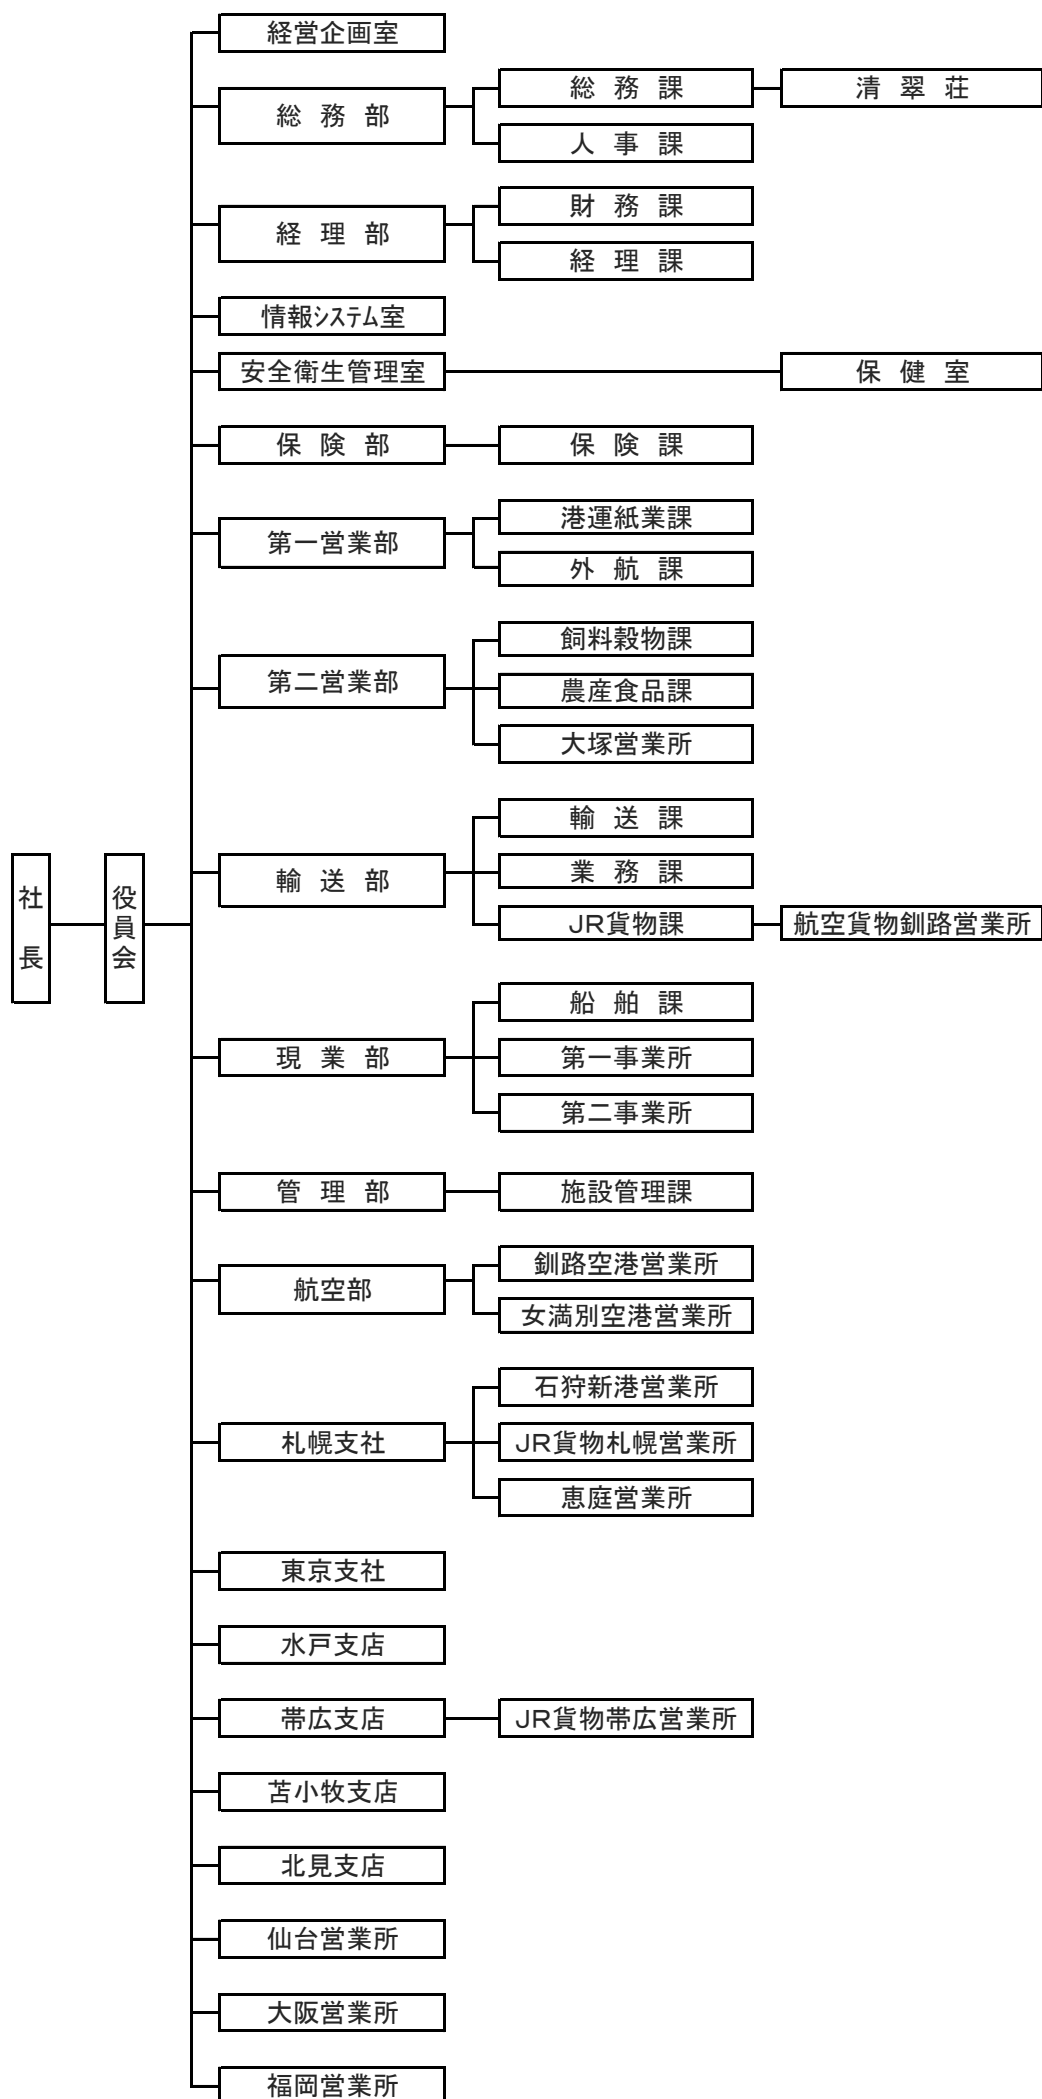 経営企画室
総務部
総務課
清翠荘
人事課
経理部
財務課
経理課
情報ｼｽﾃﾑ室
安全衛生管理室
保健室
保険部
保険課
第一営業部
港運紙業課
外航課
第二営業部
飼料穀物課
農産食品課
大塚営業所
社長
役員会
輸送部
輸送課
業務課
JR貨物課
航空貨物釧路営業所
現業部
船舶課
第一事業所
第二事業所
管理部
施設管理課
航空部
釧路空港営業所
女満別空港営業所
札幌支社
石狩新港営業所
JR貨物札幌営業所
恵庭営業所
東京支社
水戸支店
帯広支店
JR貨物帯広営業所
苫小牧支店
北見支店
仙台営業所
大阪営業所
福岡営業所